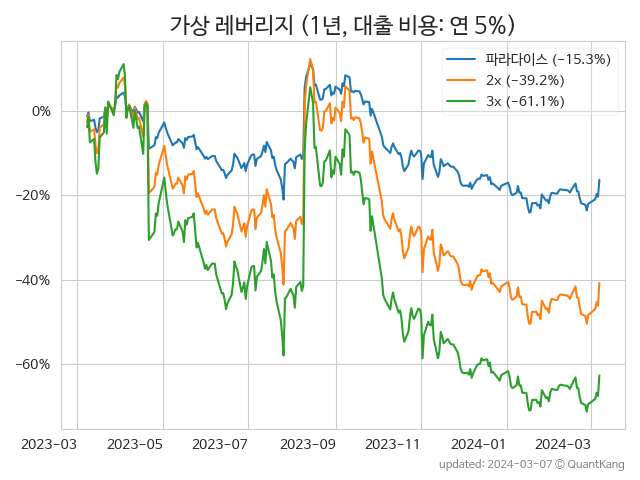 가상 레버리지 (1년, 대출 비용: 연 5%)
파라다이스 (−15.3%)
2x (−39.2%)
3x (−61.1%)
0%
−20%
−40%
−60%
2023-03 2023-05 2023-07 2023-09 2023-11 2024-01 2024-03
updated: 2024-03-07 © QuantKang